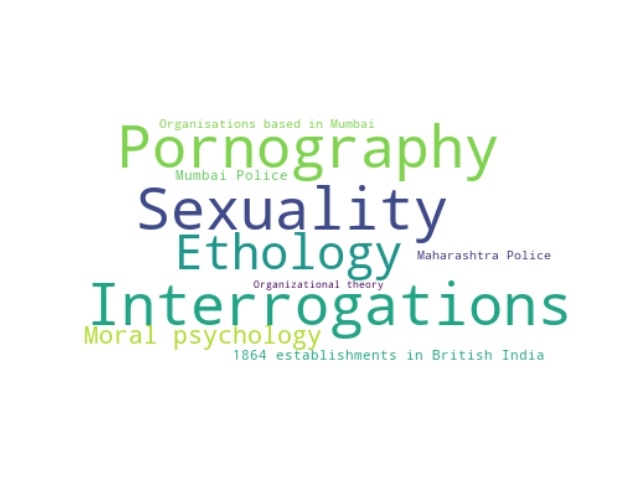 Organisations based in Mumbai
Pornography
Mumbai Police
Sexuality
Ethology
Maharashtra Police
Organizational theory
Interrogations
Moral psychology
1864 establishments in British India